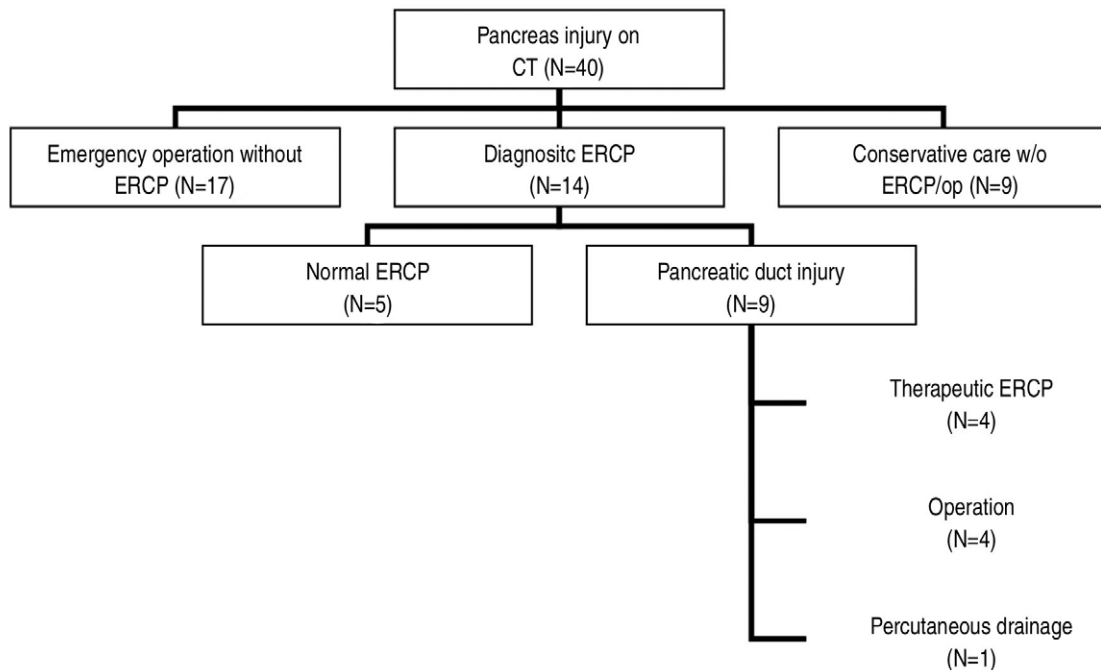 Pancreas injury on
CT (N=40)
Emergency operation without
ERCP (N=17)
Diagnositc ERCP
(N=14)
Conservative care w/o
ERCP/op (N=9)
Normal ERCP
(N=5)
Pancreatic duct injury
(N=9)
Therapeutic ERCP
(N=4)
Operation
(N=4)
Percutaneous drainage
(N=1)